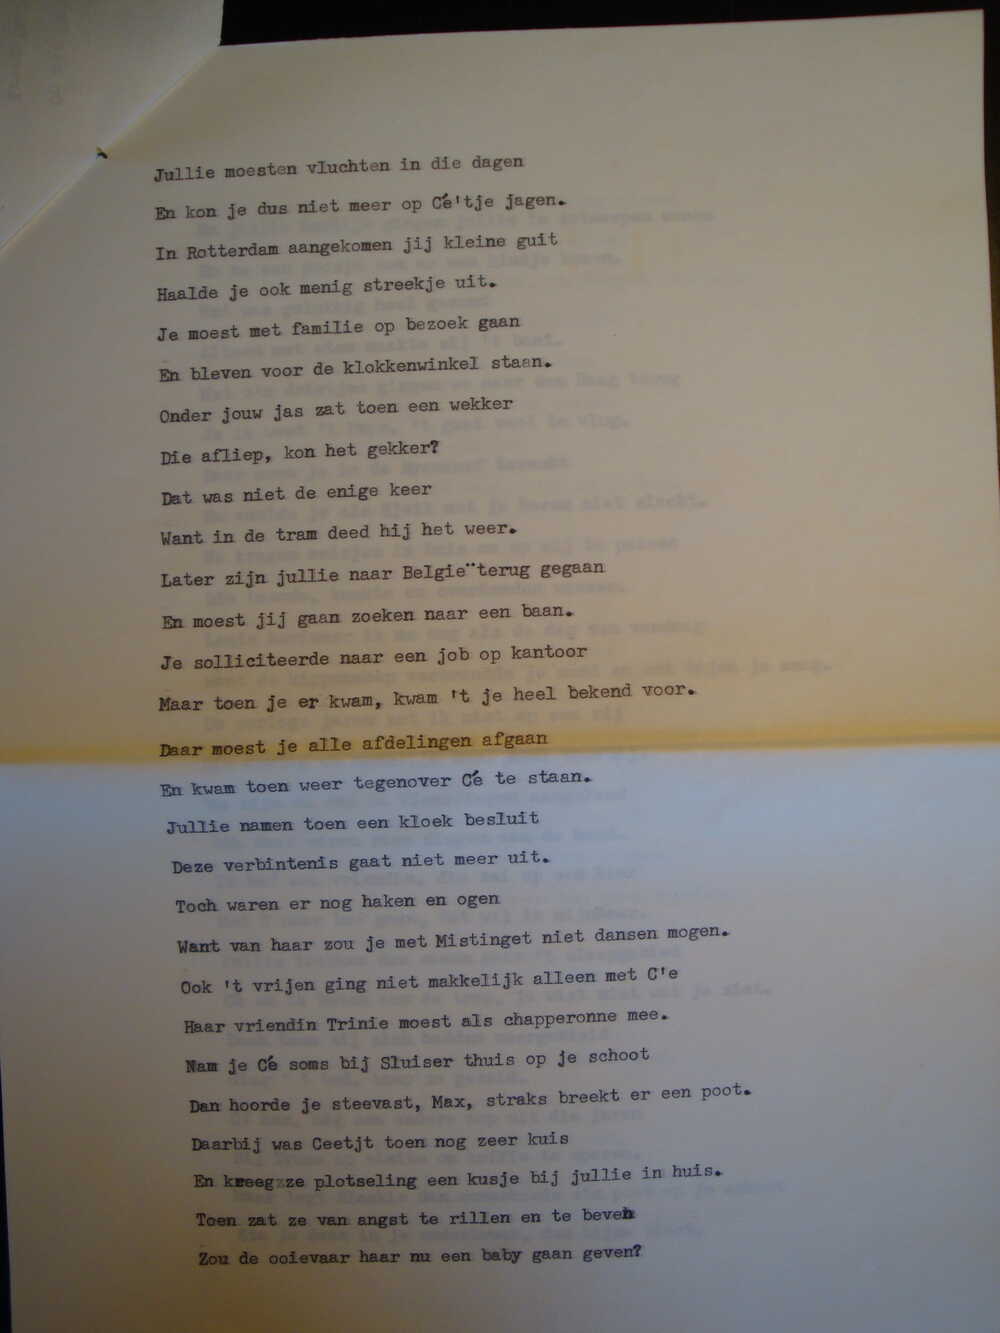 Jullie moesten vluchten in die dagen
En kon je dus niet meer op Cé'tje jagen.
In Rotterdam aangekomen jij kleine guit
Haalde je ook menig streekje uit.
Je moest met familie op bezoek gaan
En bleven voor de klokkenwinkel staan.
Onder jouw jas zat toen een wekker
Die afliep, kon het gekker?
Dat was niet de enige keer
Want in de tram deed hij het weer.
Later zijn jullie naar Belgie¨terug gegaan
En moest jij gaan zoeken naar een baan.
Je solliciteerde naar een job op kantoor
Maar toen je er kwam, kwam 't je heel bekend voor.
Daar moest je alle afdelingen afgaan
En kwam toen weer tegenover Cé te staan.
Jullie namen toen een kloek besluit
Deze verbintenis gaat niet meer uit.
Toch waren er nog haken en ogen
Want van haar zou je met Mistinget niet dansen mogen.
Ook 't vrijen ging niet makkelijk alleen met C'e
Haar vriendin Trinie moest als chapperonne mee.
Nam je Cé soms bij Sluiser thuis op je schoot
Dan hoorde je steevast, Max, straks breekt er een poot.
Daarbij was Ceetjt toen nog zeer kuis
En kreeg ze plotseling een kusje bij jullie in huis.
Toen zat ze van angst te rillen en te beven
Zou de ooievaar haar nu een baby gaan geven?